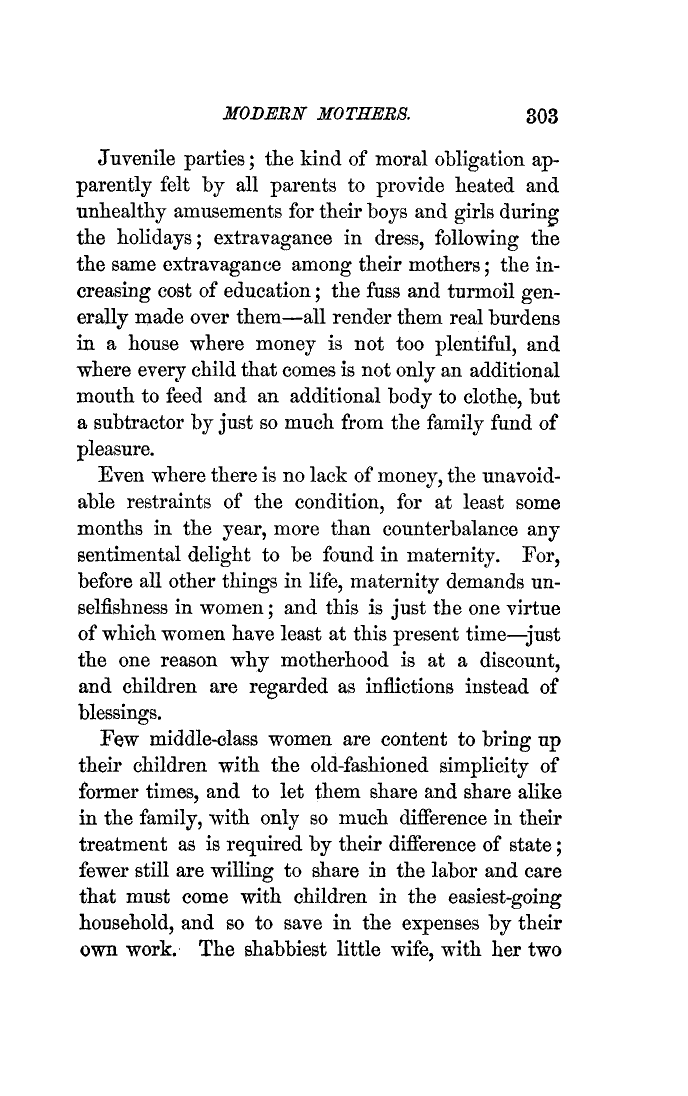 MODERN MOTHERS. 303
Juvenile parties; the kind of moral obligation ap-
parently felt by all parents to provide heated and
unhealthy amusements for their boys and girls during
the holidays; extravagance in dress, following the
the same extravagance among their mothers; the in-
creasing cost of education; the fuss and turmoil gen-
erally made over them—all render them real burdens
in a house where money is not too plentiful, and
where every child that comes is not only an additional
mouth to feed and an additional body to clothe, but
a subtractor by just so much from the family fund of
pleasure.
Even where there is no lack of money, the unavoid-
able restraints of the condition, for at least some
months in the year, more than counterbalance any
sentimental delight to be found in maternity. For,
before all other things in life, maternity demands un-
selfishness in women; and this is just the one virtue
of which women have least at this present time—just
the one reason why motherhood is at a discount,
and children are regarded as inflictions instead of
blessings.
Few middle-class women are content to bring up
their children with the old-fashioned simplicity of
former times, and to let them share and share alike
in the family, with only so much difference in their
treatment as is required by their difference of state;
fewer still are willing to share in the labor and care
that must come with children in the easiest-going
household, and so to save in the expenses by their
own work. The shabbiest little wife, with her two